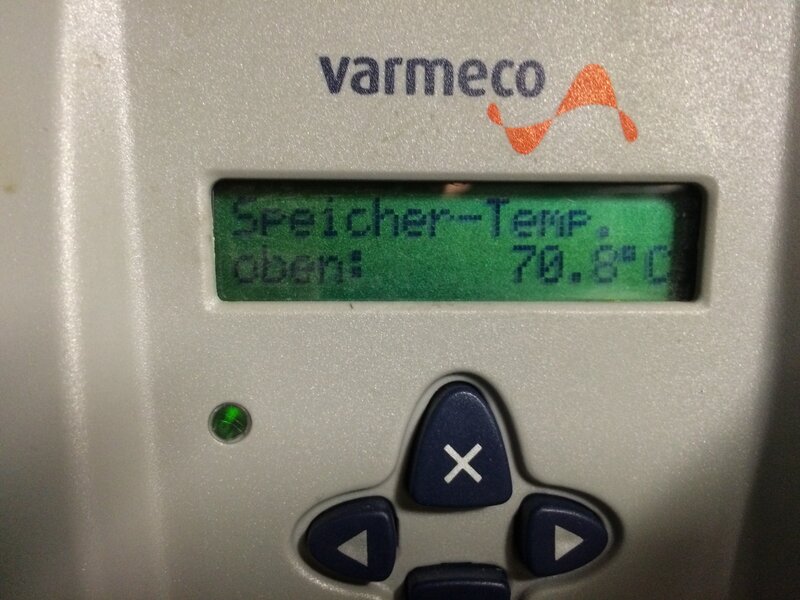 varmeco
Speicher-Temp.
oben: 70.8°C